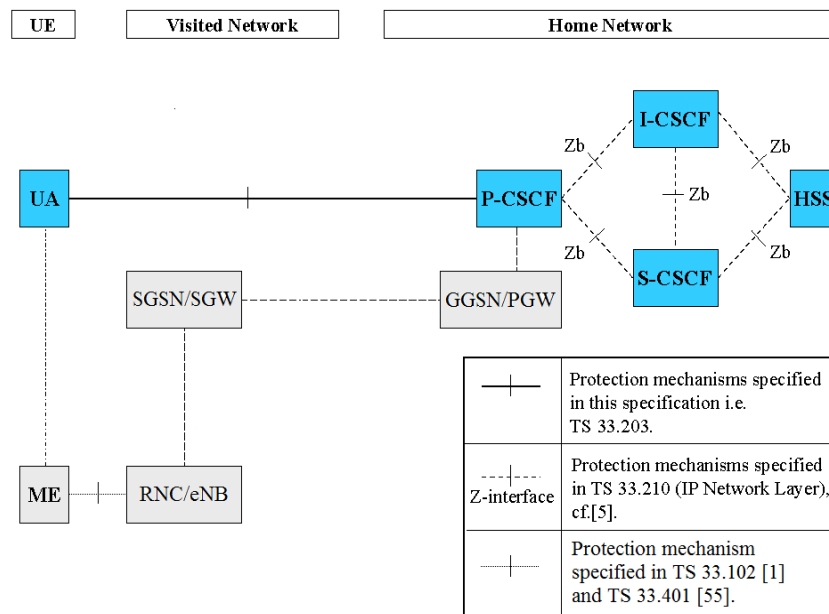 UE
Visited Network
Home Network
I-CSCF
Zb
Zb
UA
P-CSCF
Zb
HSS
Zb
Zb
S-CSCF
SGSN/SGW
GGSN/PGW
ME
RNC/eNB
Protection mechanisms specified
in this specification i.e.
TS 33.203.
Z-interface
Protection mechanisms specified
in TS 33.210 (IP Network Layer),
cf.[5].
Protection mechanism
specified in TS 33.102 [1]
and TS 33.401 [55].